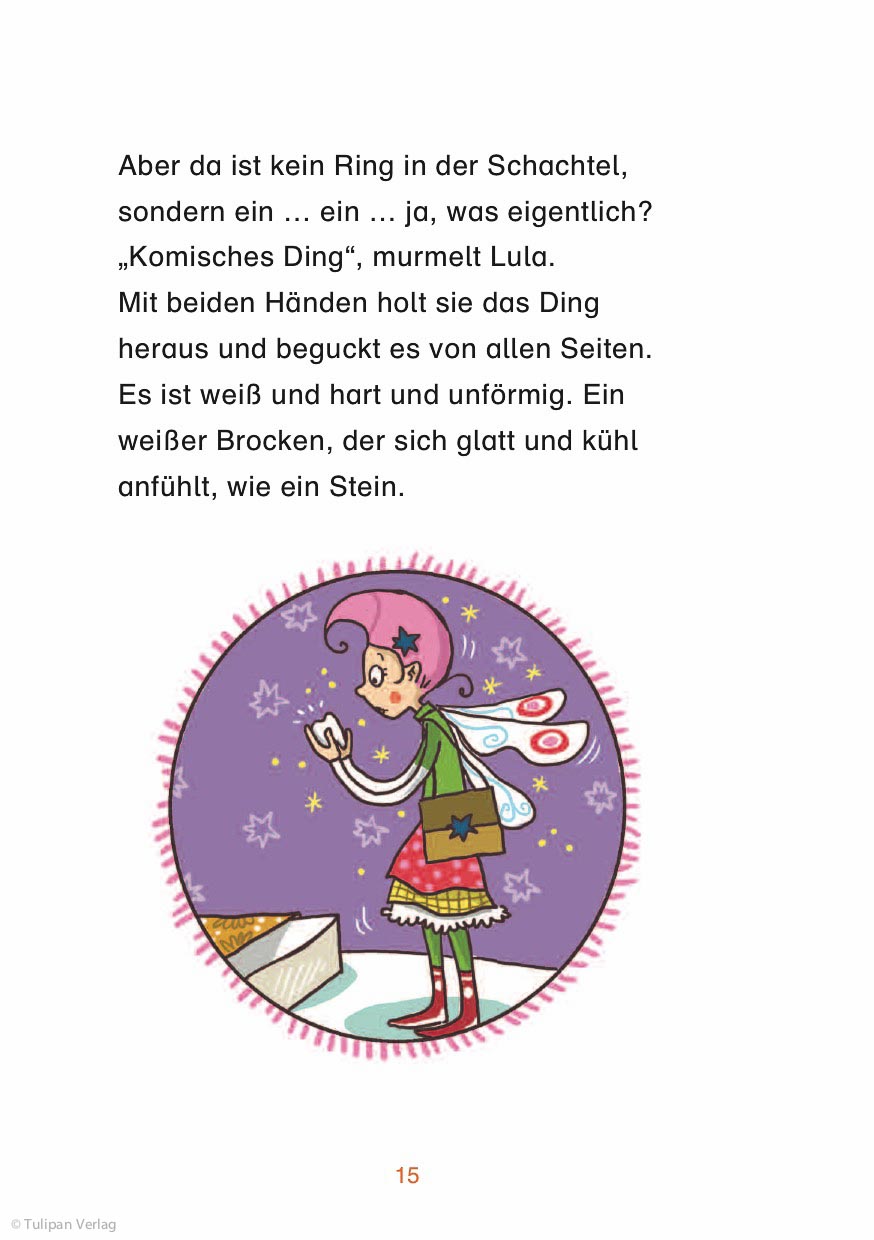 Aber da ist kein Ring in der Schachtel,
sondern ein … ein … ja, was eigentlich?
„Komisches Ding“, murmelt Lula.
Mit beiden Händen holt sie das Ding
heraus und beguckt es von allen Seiten.
Es ist weiß und hart und unförmig. Ein
weißer Brocken, der sich glatt und kühl
anfühlt, wie ein Stein.
15
© Tulipan Verlag